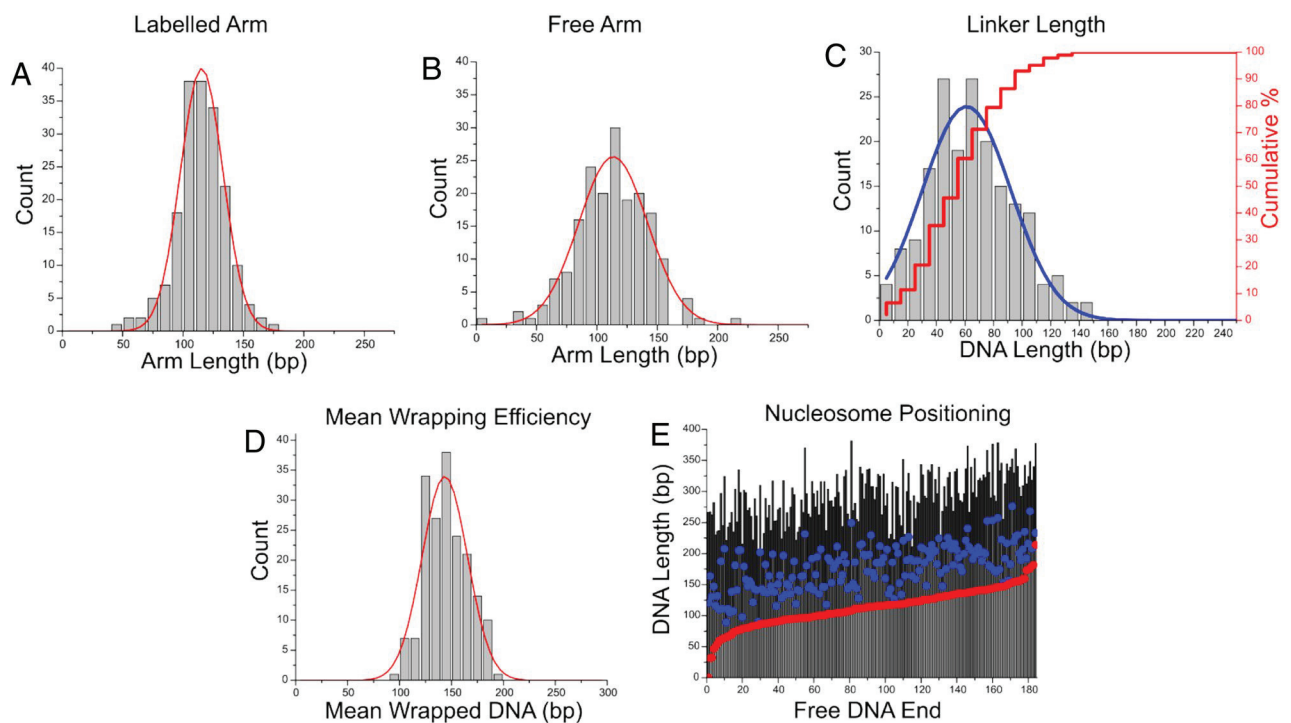 Labelled Arm
A
40
35
30
25
20
15
10
5
0
Count
0 50 100 150 200 250
Arm Length (bp)
Free Arm
B
40
35
30
25
20
15
10
5
0
Count
0 50 100 150 200 250
Arm Length (bp)
Linker Length
C
30
25
20
15
10
5
0
Count
0 20 40 60 80 100 120 140 160 180 200 220 240
DNA Length (bp)
100
90
80
70
60
50
40
30
20
10
0
Cumulative %
Mean Wrapping Efficiency
D
40
35
30
25
20
15
10
5
0
Count
0 50 100 150 200 250 300
Mean Wrapped DNA (bp)
Nucleosome Positioning
E
400
350
300
250
200
150
100
50
0
DNA Length (bp)
0 20 40 60 80 100 120 140 160 180
Free DNA End